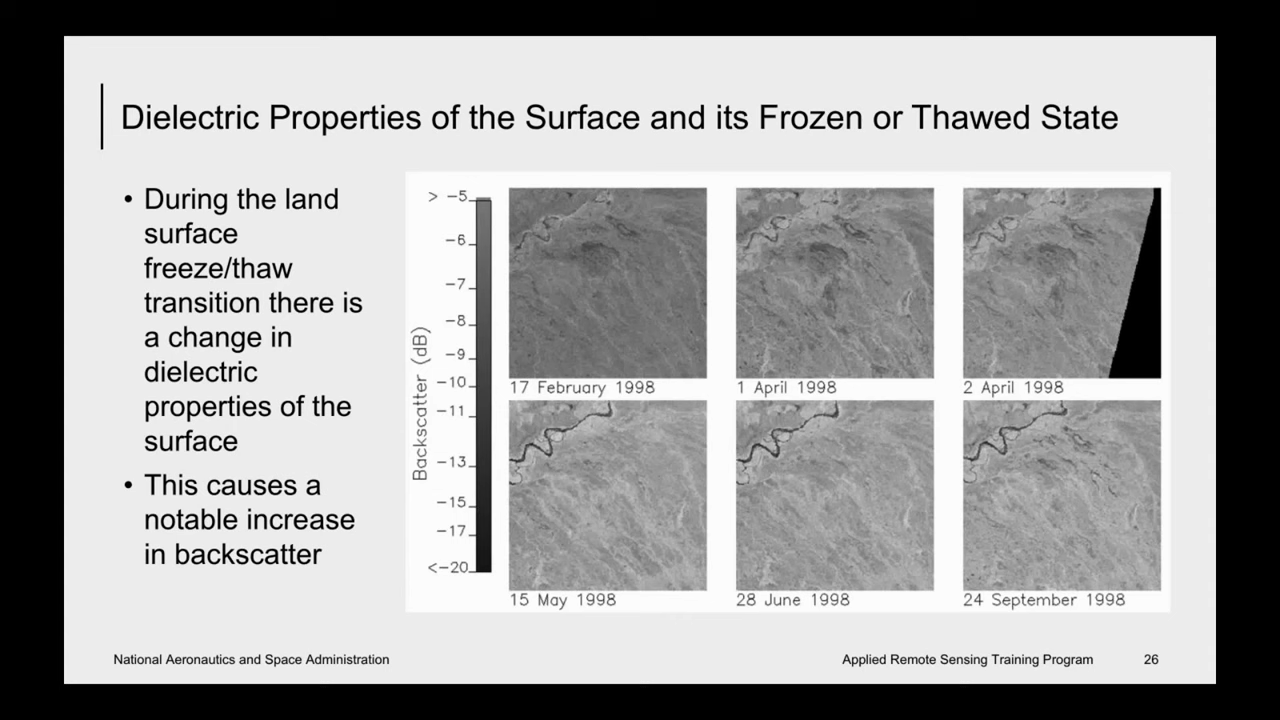 Dielectric Properties of the Surface and its Frozen or Thawed State
• During the land
surface
freeze/thaw
transition there is
a change in
dielectric
properties of the
surface
• This causes a
notable increase
in backscatter
Backscatter (dB)
> −5
−6
−7
−8
−9
−10
−11
−13
−15
−17
<−20
17 February 1998
1 April 1998
2 April 1998
15 May 1998
28 June 1998
24 September 1998
National Aeronautics and Space Administration
Applied Remote Sensing Training Program
26